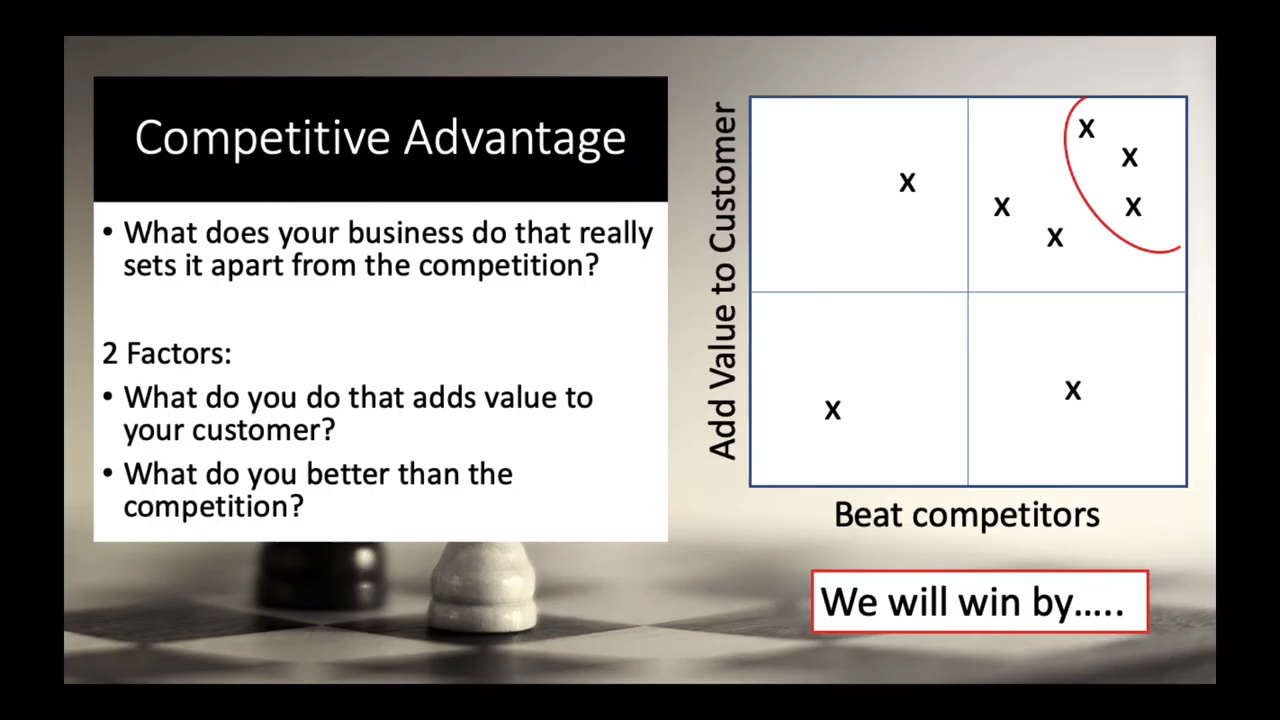 Competitive Advantage
• What does your business do that really
sets it apart from the competition?
2 Factors:
• What do you do that adds value to
your customer?
• What do you better than the
competition?
Add Value to Customer
x
x
x
x
x
x
x
x
Beat competitors
We will win by.....